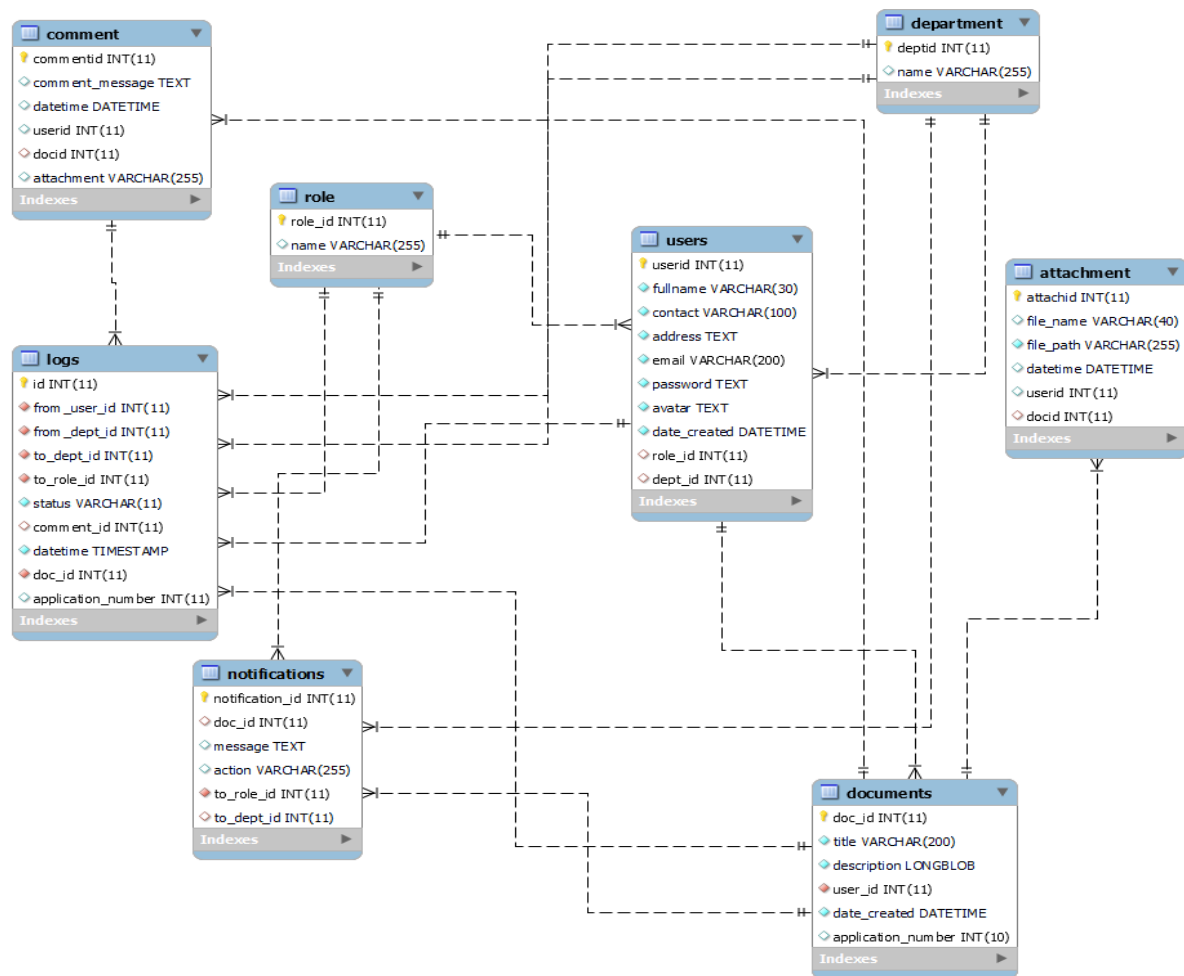 comment
commentid INT(11)
comment_message TEXT
datetime DATETIME
userid INT(11)
docid INT(11)
attachment VARCHAR(255)
Indexes
department
deptid INT(11)
name VARCHAR(255)
Indexes
role
role_id INT(11)
name VARCHAR(255)
Indexes
users
userid INT(11)
fullname VARCHAR(30)
contact VARCHAR(100)
address TEXT
email VARCHAR(200)
password TEXT
avatar TEXT
date_created DATETIME
role_id INT(11)
dept_id INT(11)
Indexes
attachment
attachid INT(11)
file_name VARCHAR(40)
file_path VARCHAR(255)
datetime DATETIME
userid INT(11)
docid INT(11)
Indexes
logs
id INT(11)
from _user_id INT(11)
from _dept_id INT(11)
to_dept_id INT(11)
to_role_id INT(11)
status VARCHAR(11)
comment_id INT(11)
datetime TIMESTAMP
doc_id INT(11)
application_number INT(11)
Indexes
notifications
notification_id INT(11)
doc_id INT(11)
message TEXT
action VARCHAR(255)
to_role_id INT(11)
to_dept_id INT(11)
Indexes
documents
doc_id INT(11)
title VARCHAR(200)
description LONGBLOB
user_id INT(11)
date_created DATETIME
application_number INT(10)
Indexes